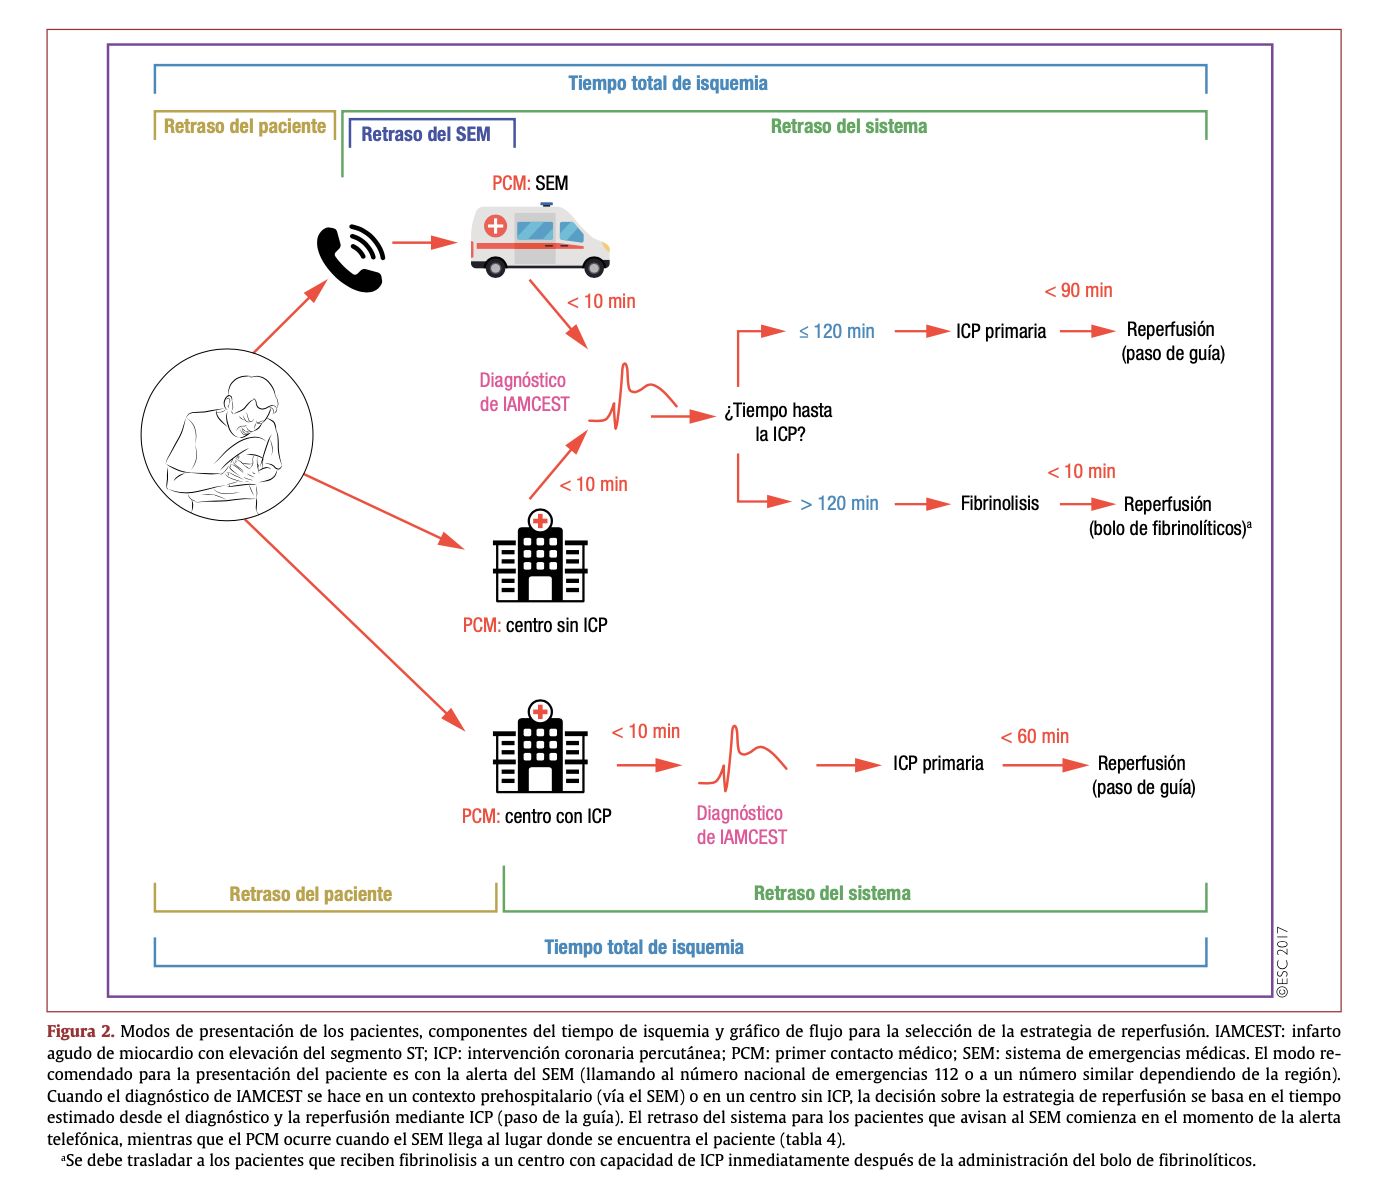 Tiempo total de isquemia
Retraso del paciente
Retraso del SEM
Retraso del sistema
PCM: SEM
< 10 min
Diagnóstico
de IAMCEST
< 10 min
PCM: centro sin ICP
¿Tiempo hasta
la ICP?
≤ 120 min
ICP primaria
< 90 min
Reperfusión
(paso de guía)
> 120 min
Fibrinolisis
< 10 min
Reperfusión
(bolo de fibrinolíticos)ª
PCM: centro con ICP
< 10 min
Diagnóstico
de IAMCEST
ICP primaria
< 60 min
Reperfusión
(paso de guía)
Retraso del paciente
Retraso del sistema
Tiempo total de isquemia
©ESC 2017
Figura 2. Modos de presentación de los pacientes, componentes del tiempo de isquemia y gráfico de flujo para la selección de la estrategia de reperfusión. IAMCEST: infarto
agudo de miocardio con elevación del segmento ST; ICP: intervención coronaria percutánea; PCM: primer contacto médico; SEM: sistema de emergencias médicas. El modo re-
comendado para la presentación del paciente es con la alerta del SEM (llamando al número nacional de emergencias 112 o a un número similar dependiendo de la región).
Cuando el diagnóstico de IAMCEST se hace en un contexto prehospitalario (vía el SEM) o en un centro sin ICP, la decisión sobre la estrategia de reperfusión se basa en el tiempo
estimado desde el diagnóstico y la reperfusión mediante ICP (paso de la guía). El retraso del sistema para los pacientes que avisan al SEM comienza en el momento de la alerta
telefónica, mientras que el PCM ocurre cuando el SEM llega al lugar donde se encuentra el paciente (tabla 4).
ªSe debe trasladar a los pacientes que reciben fibrinolisis a un centro con capacidad de ICP inmediatamente después de la administración del bolo de fibrinolíticos.